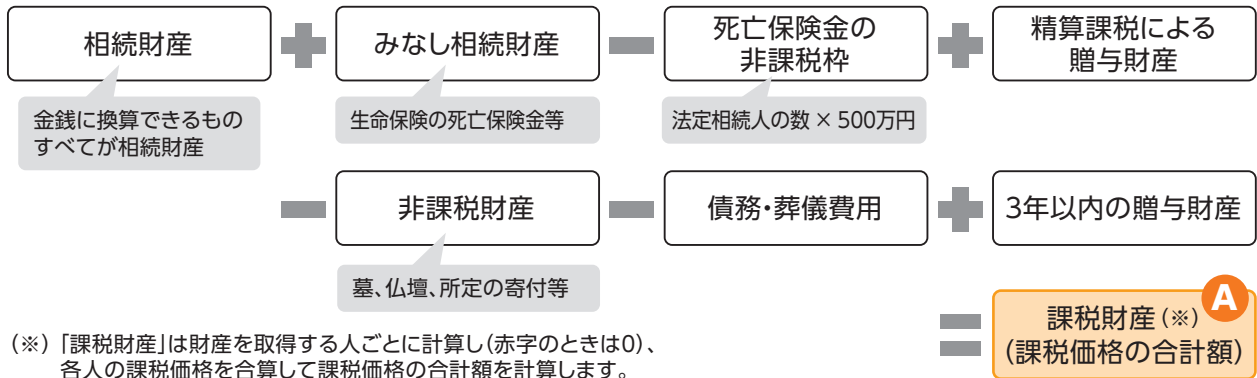 相続財産
みなし相続財産
死亡保険金の
非課税枠
精算課税による
贈与財産
金銭に換算できるもの
すべてが相続財産
生命保険の死亡保険金等
法定相続人の数 × 500万円
非課税財産
債務・葬儀費用
3年以内の贈与財産
墓、仏壇、所定の寄付等
A
課税財産(※)
(課税価格の合計額)
(※)「課税財産」は財産を取得する人ごとに計算し(赤字のときは0)、
各人の課税価格を合算して課税価格の合計額を計算します。